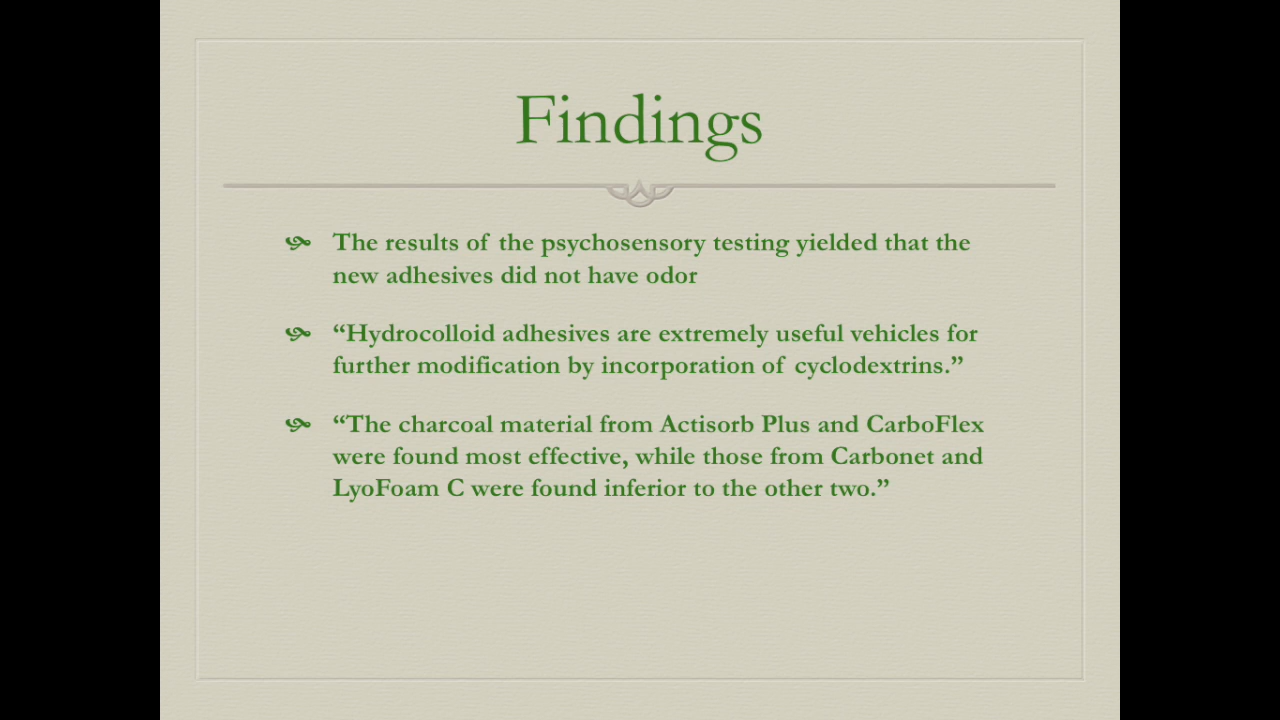 Findings
The results of the psychosensory testing yielded that the
new adhesives did not have odor
“Hydrocolloid adhesives are extremely useful vehicles for
further modification by incorporation of cyclodextrins.”
“The charcoal material from Actisorb Plus and CarboFlex
were found most effective, while those from Carbonet and
LyoFoam C were found inferior to the other two.”